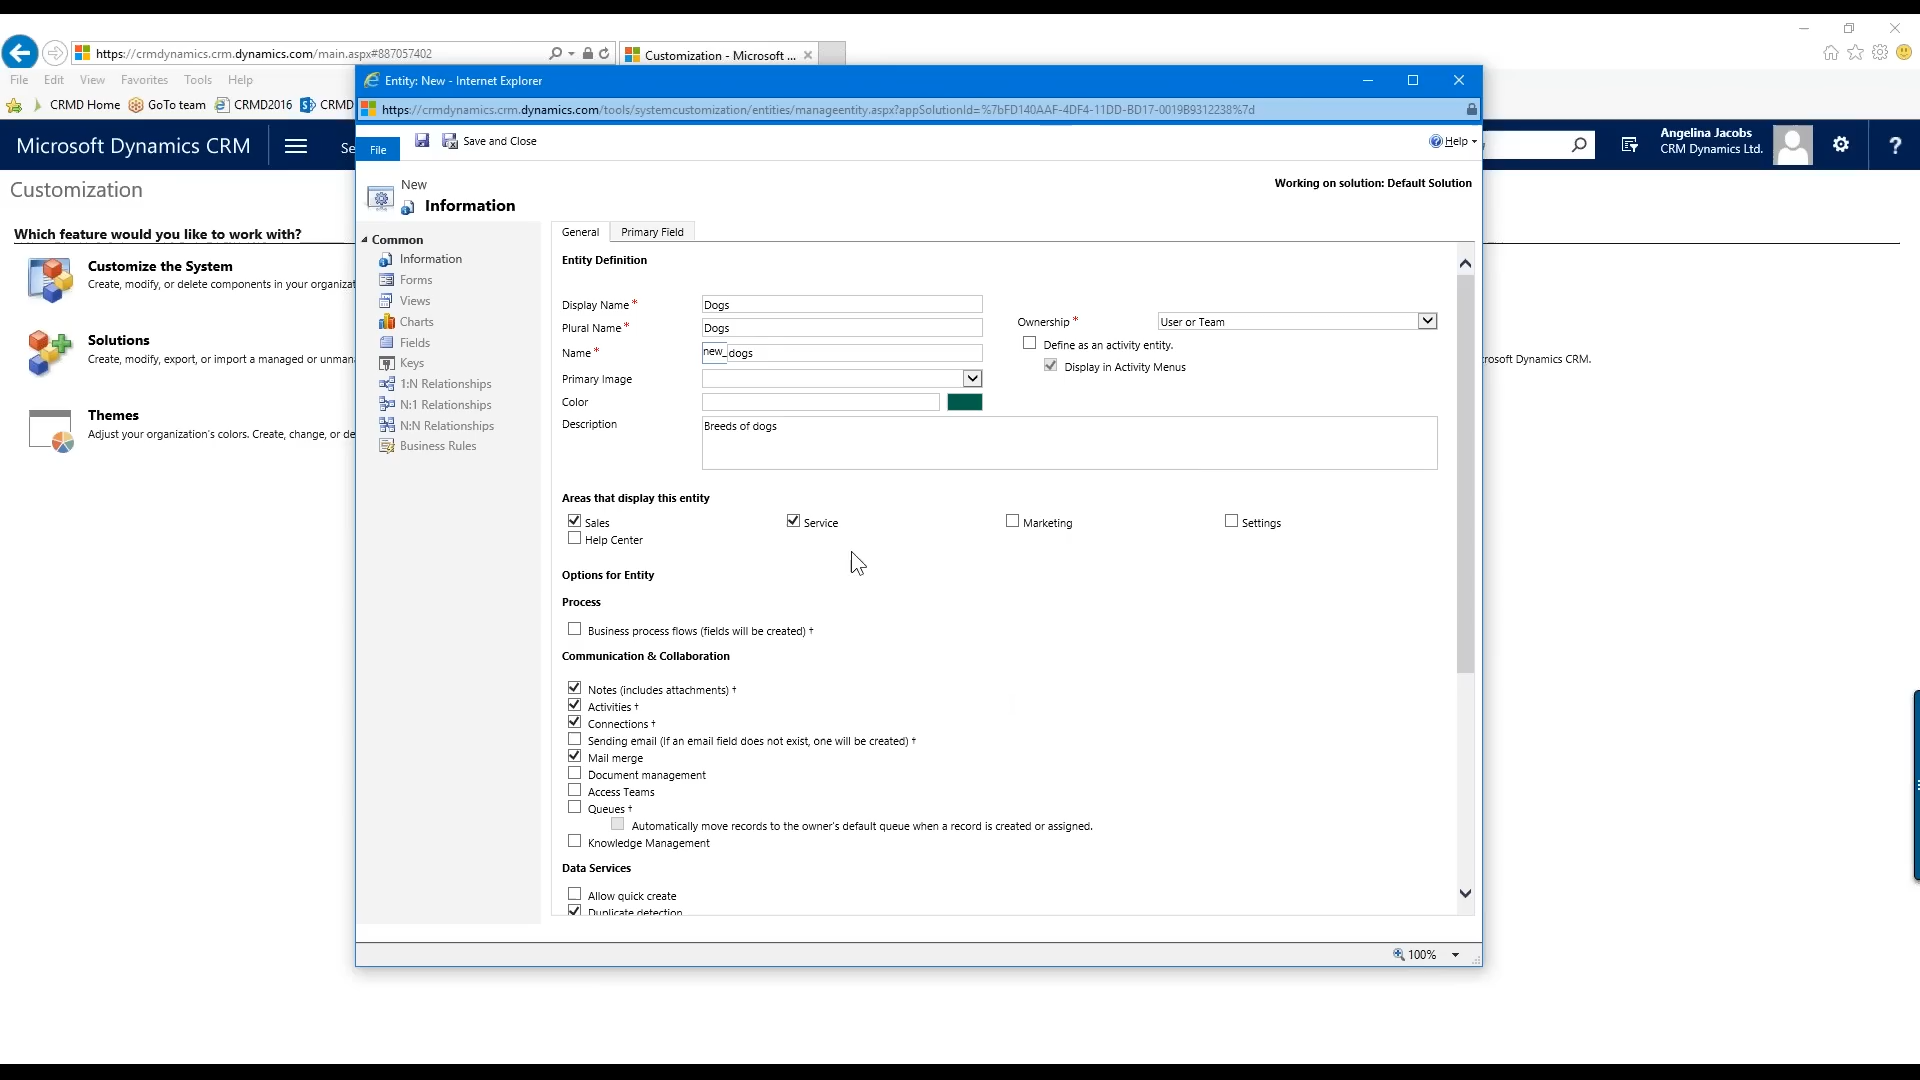 https://crmdynamics.crm.dynamics.com/main.aspx#887057402
Customization - Microsoft ...
File Edit View Favorites Tools Help
CRMD Home GoTo team CRMD2016 CRMD
Microsoft Dynamics CRM
Se
Angelina Jacobs
CRM Dynamics Ltd.
?
Customization
Which feature would you like to work with?
Customize the System
Create, modify, or delete components in your organizat
Solutions
Create, modify, export, or import a managed or unman
rosoft Dynamics CRM.
Themes
Adjust your organization's colors. Create, change, or de
Entity: New - Internet Explorer
https://crmdynamics.crm.dynamics.com/tools/systemcustomization/entities/manageentity.aspx?appSolutionId=%7bFD140AAF-4DF4-11DD-BD17-0019B9312238%7d
File
Save and Close
Help
New
Information
Working on solution: Default Solution
Common
Information
Forms
Views
Charts
Fields
Keys
1:N Relationships
N:1 Relationships
N:N Relationships
Business Rules
General Primary Field
Entity Definition
Display Name * Dogs
Plural Name * Dogs
Name * new_ dogs
Primary Image
Color
Description Breeds of dogs
Ownership * User or Team
Define as an activity entity.
Display in Activity Menus
Areas that display this entity
Sales Service Marketing Settings
Help Center
Options for Entity
Process
Business process flows (fields will be created) †
Communication & Collaboration
Notes (includes attachments) †
Activities †
Connections †
Sending email (If an email field does not exist, one will be created) †
Mail merge
Document management
Access Teams
Queues †
Automatically move records to the owner's default queue when a record is created or assigned.
Knowledge Management
Data Services
Allow quick create
Duplicate detection
100%